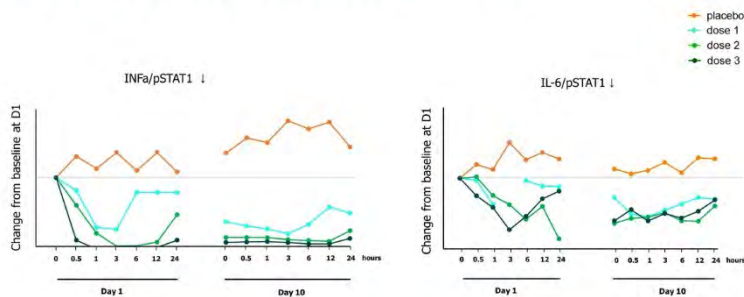 placebo
dose 1
dose 2
dose 3
INFa/pSTAT1 ↓
IL-6/pSTAT1 ↓
Change from baseline at D1
Change from baseline at D1
0 0.5 1 3 6 12 24 0 0.5 1 3 6 12 24 hours
0 0.5 1 3 6 12 24 0 0.5 1 3 6 12 24 hours
Day 1 Day 10
Day 1 Day 10